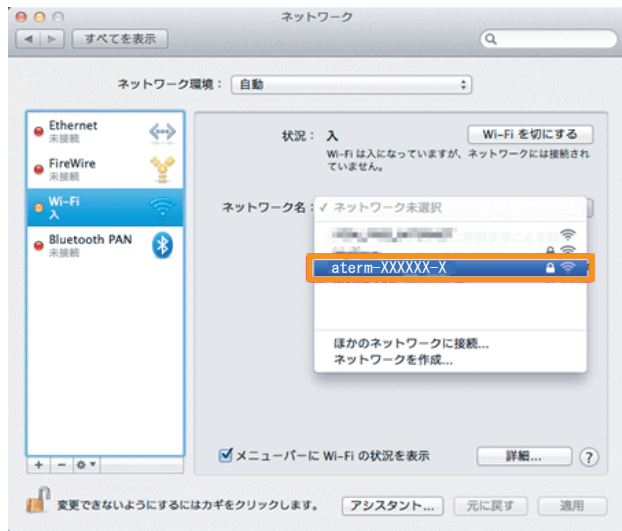 ネットワーク
すべてを表示
ネットワーク環境： 自動
Ethernet
未接続
FireWire
未接続
Wi-Fi
入
Bluetooth PAN
未接続
状況： 入
Wi-Fi を切にする
Wi-Fi は入になっていますが、ネットワークには接続され
ていません。
ネットワーク名： ✓ ネットワーク未選択
aterm-XXXXXX-X
ほかのネットワークに接続...
ネットワークを作成...
メニューバーに Wi-Fi の状況を表示
詳細...
?
+ −
変更できないようにするにはカギをクリックします。
アシスタント...
元に戻す
適用